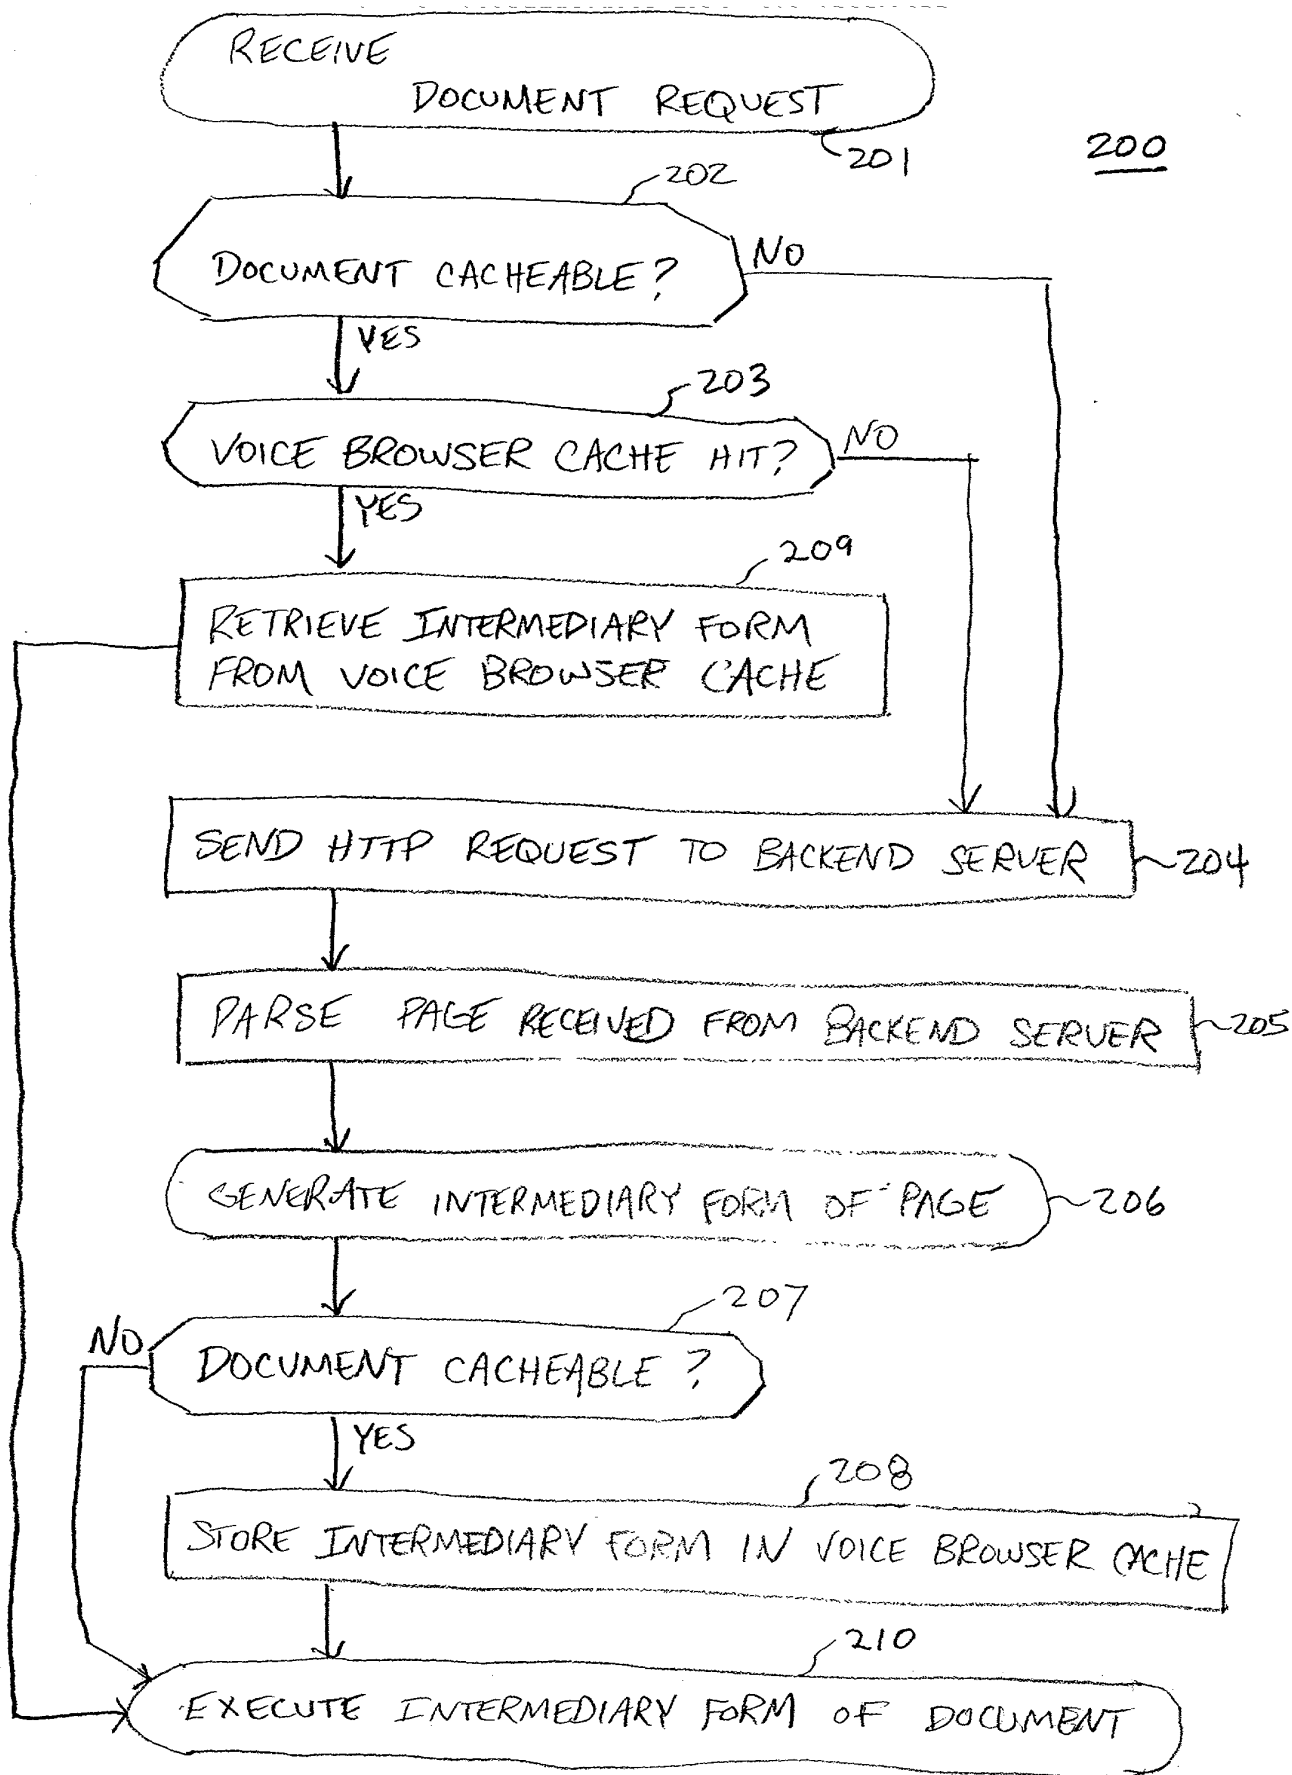 RECEIVE
DOCUMENT REQUEST
201
200
202
DOCUMENT CACHEABLE?
NO
YES
203
VOICE BROWSER CACHE HIT?
NO
YES
209
RETRIEVE INTERMEDIARY FORM
FROM VOICE BROWSER CACHE
SEND HTTP REQUEST TO BACKEND SERVER
204
PARSE PAGE RECEIVED FROM BACKEND SERVER
205
GENERATE INTERMEDIARY FORM OF PAGE
206
207
NO
DOCUMENT CACHEABLE ?
YES
208
STORE INTERMEDIARY FORM IN VOICE BROWSER CACHE
210
EXECUTE INTERMEDIARY FORM OF DOCUMENT